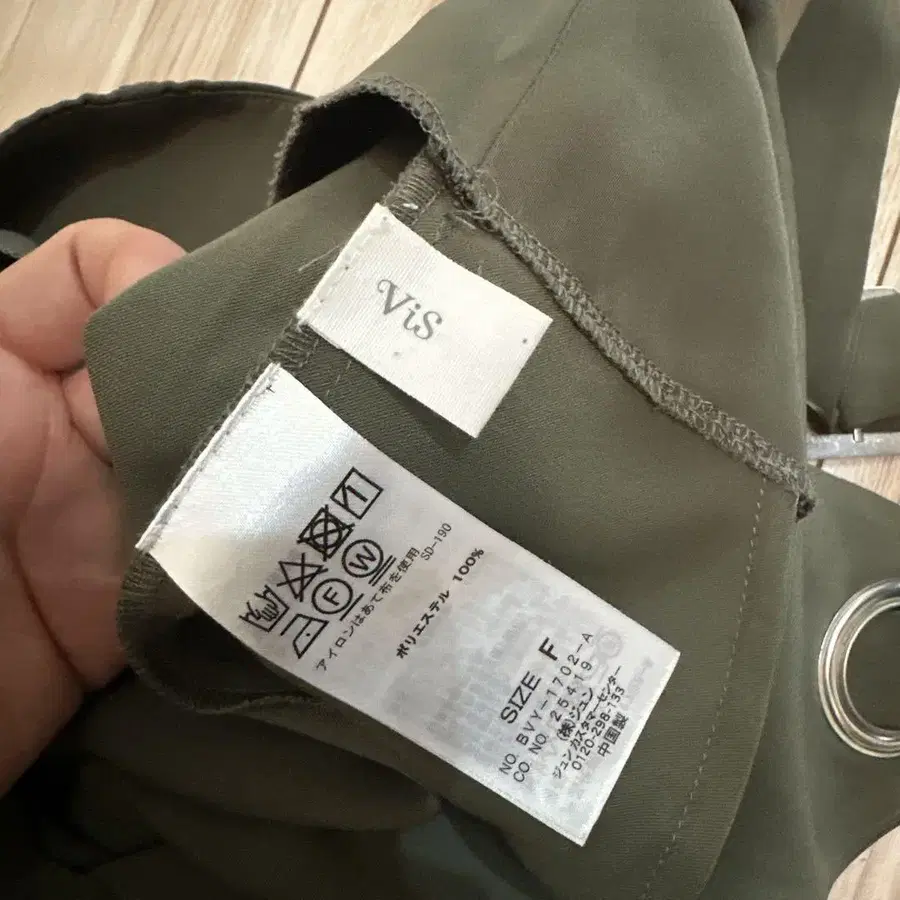 ViS
F
W
アイロンはあて布を使用
SD-190
ポリエステル 100%
SIZE F
NO. BVY-1702-A
CO. NO. 25419
(株)ジュン
ジュンカスタマーセンター
0120-298-133
中国製